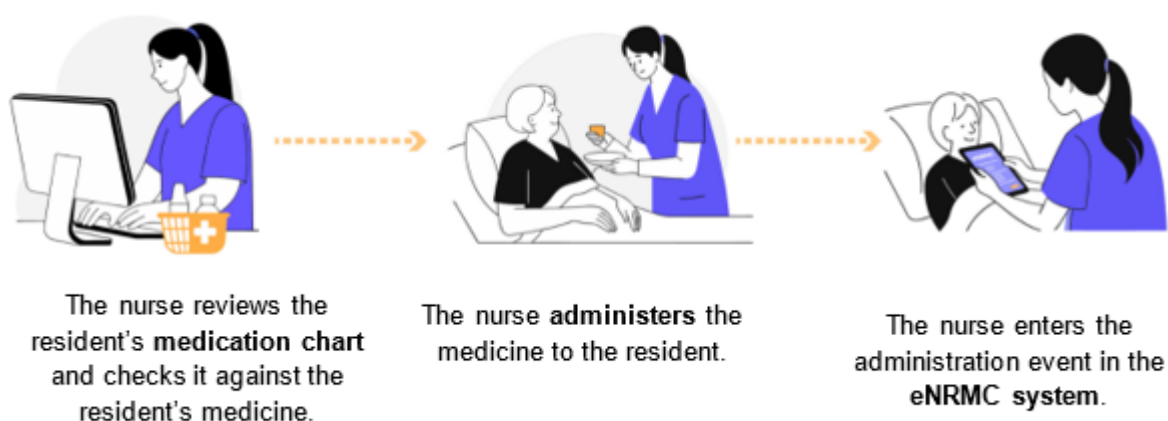 The nurse reviews the
resident's medication chart
and checks it against the
resident's medicine.
The nurse administers the
medicine to the resident.
The nurse enters the
administration event in the
eNRMC system.